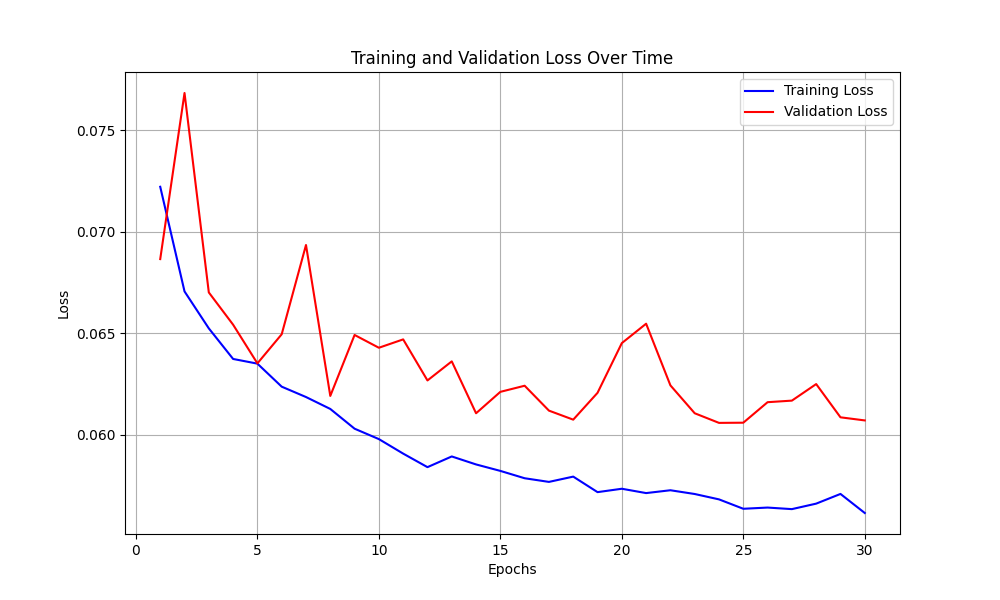 Training and Validation Loss Over Time
Training Loss
Validation Loss
0.075
0.070
0.065
0.060
Loss
0 5 10 15 20 25 30
Epochs